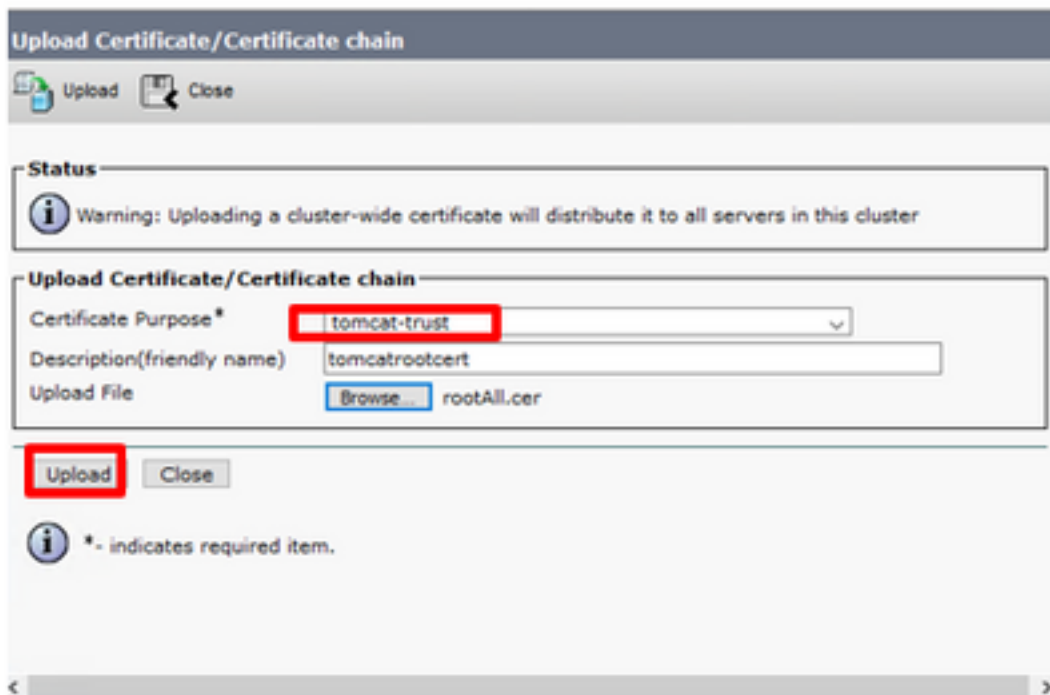 Upload Certificate/Certificate chain
Upload Close
Status
Warning: Uploading a cluster-wide certificate will distribute it to all servers in this cluster
Upload Certificate/Certificate chain
Certificate Purpose* tomcat-trust
Description(friendly name) tomcatrootcert
Upload File Browse... rootAll.cer
Upload Close
*- indicates required item.